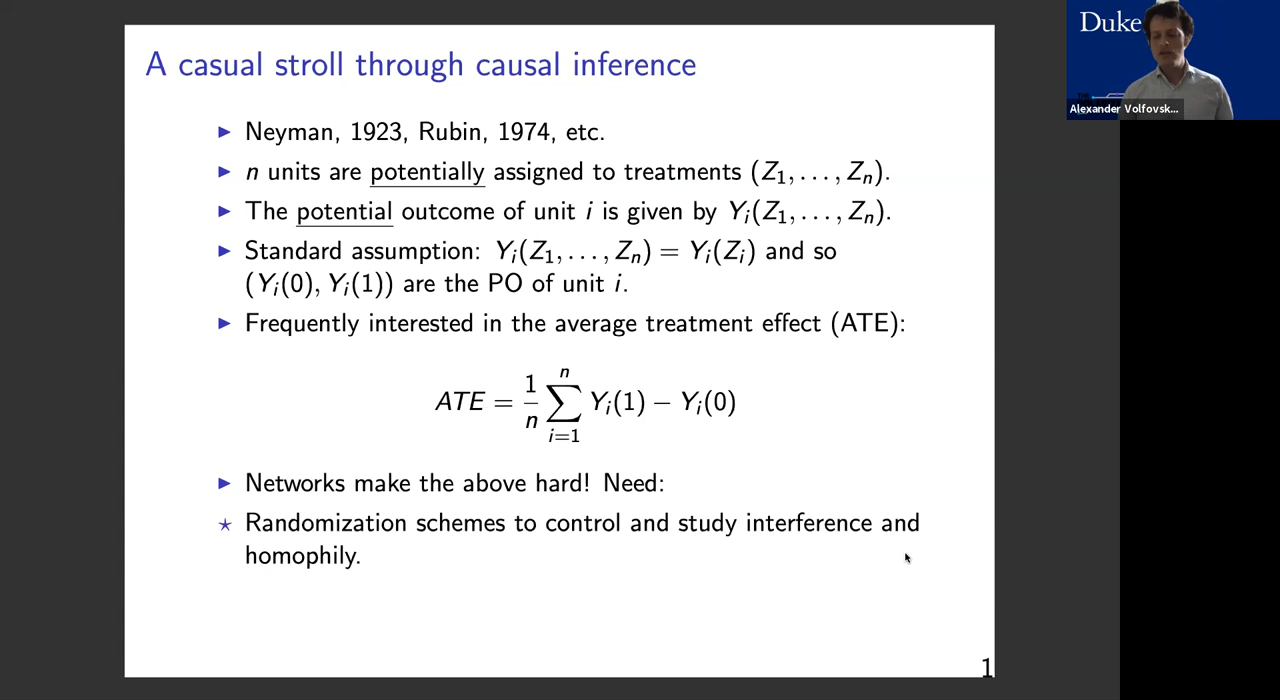 A casual stroll through causal inference
▶ Neyman, 1923, Rubin, 1974, etc.
▶ n units are potentially assigned to treatments (Z₁, . . . , Zₙ).
▶ The potential outcome of unit i is given by Yᵢ(Z₁, . . . , Zₙ).
▶ Standard assumption: Yᵢ(Z₁, . . . , Zₙ) = Yᵢ(Zᵢ) and so
(Yᵢ(0), Yᵢ(1)) are the PO of unit i.
▶ Frequently interested in the average treatment effect (ATE):
ATE = 1/n ∑ᵢ₌₁ⁿ Yᵢ(1) − Yᵢ(0)
▶ Networks make the above hard! Need:
⋆ Randomization schemes to control and study interference and
homophily.
1
Duke
Alexander Volfovsk...